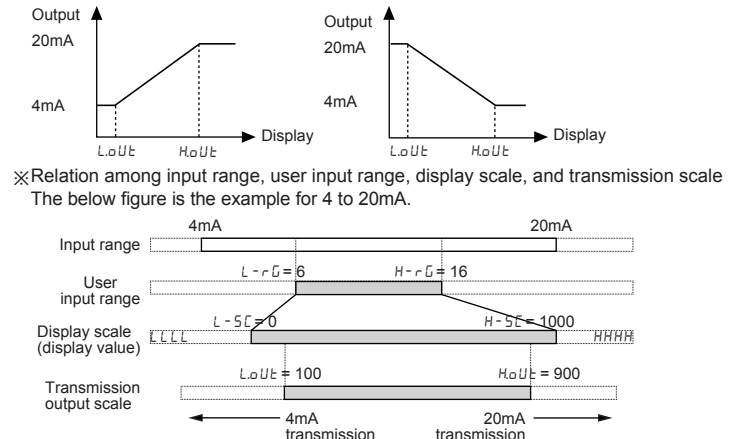 Output
20mA
4mA
Display
L.oUt H.oUt
Output
20mA
4mA
Display
L.oUt H.oUt
※Relation among input range, user input range, display scale, and transmission scale
The below figure is the example for 4 to 20mA.
4mA 20mA
Input range
L-rG=6 H-rG=16
User
input range
L-SC=0 H-SC=1000
Display scale
(display value)
LLLL HHHH
L.oUt = 100 H.oUt = 900
Transmission
output scale
4mA
transmission
20mA
transmission